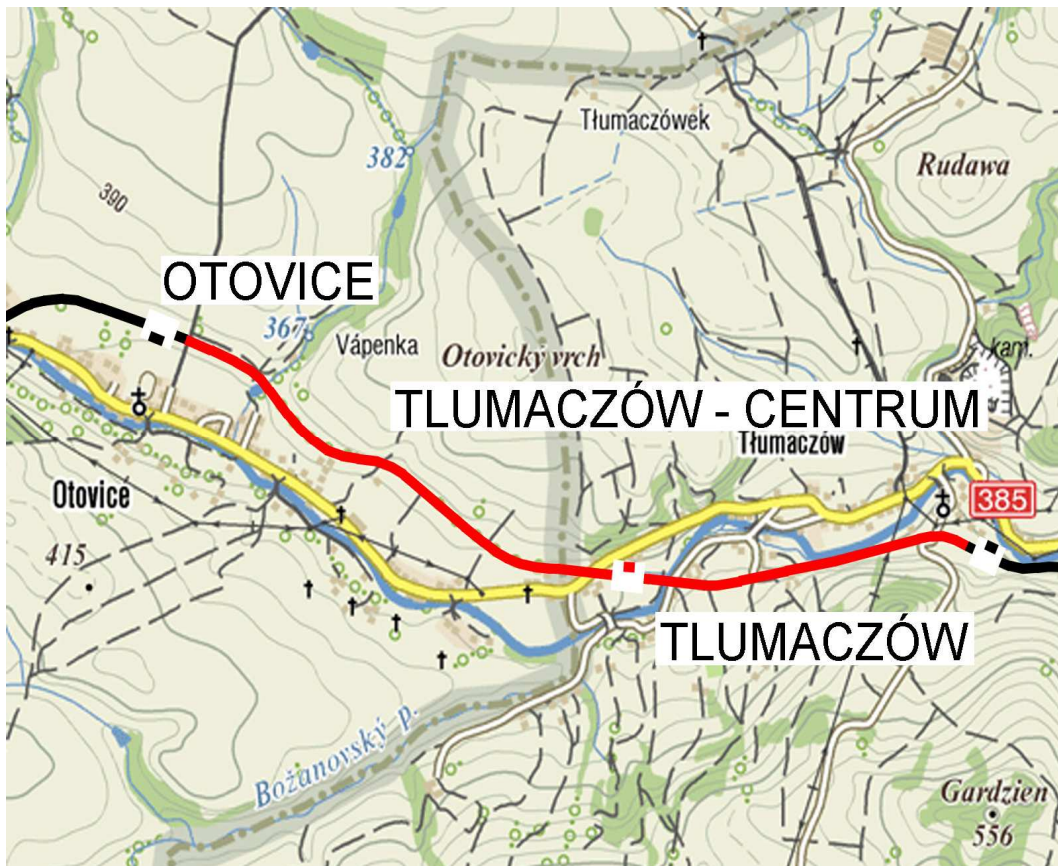 Tłumaczówek
382
Rudawa
390
OTOVICE
367
Vápenka
Otovický vrch
kam.
TLUMACZÓW - CENTRUM
Tłumaczów
Otovice
385
415
TLUMACZÓW
Božanovský p.
Gardzien
556